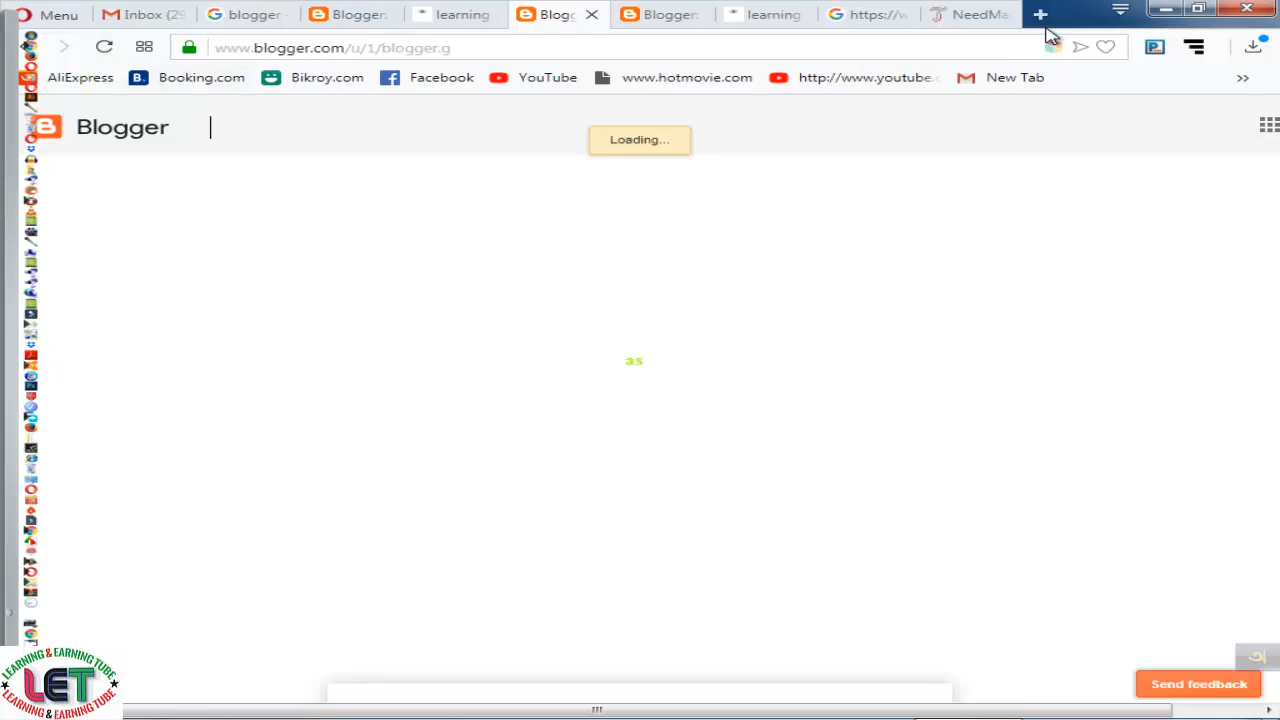 Menu Inbox (29 blogger Blogger: learning Blogg Blogger: learning https://w NeedMa
www.blogger.com/u/1/blogger.g
AliExpress B. Booking.com Bikroy.com Facebook YouTube www.hotmovie.com http://www.youtube.c New Tab
Blogger Loading...
as
Send feedback
LEARNING & EARNING TUBE
LET
LEARNING & EARNING TUBE